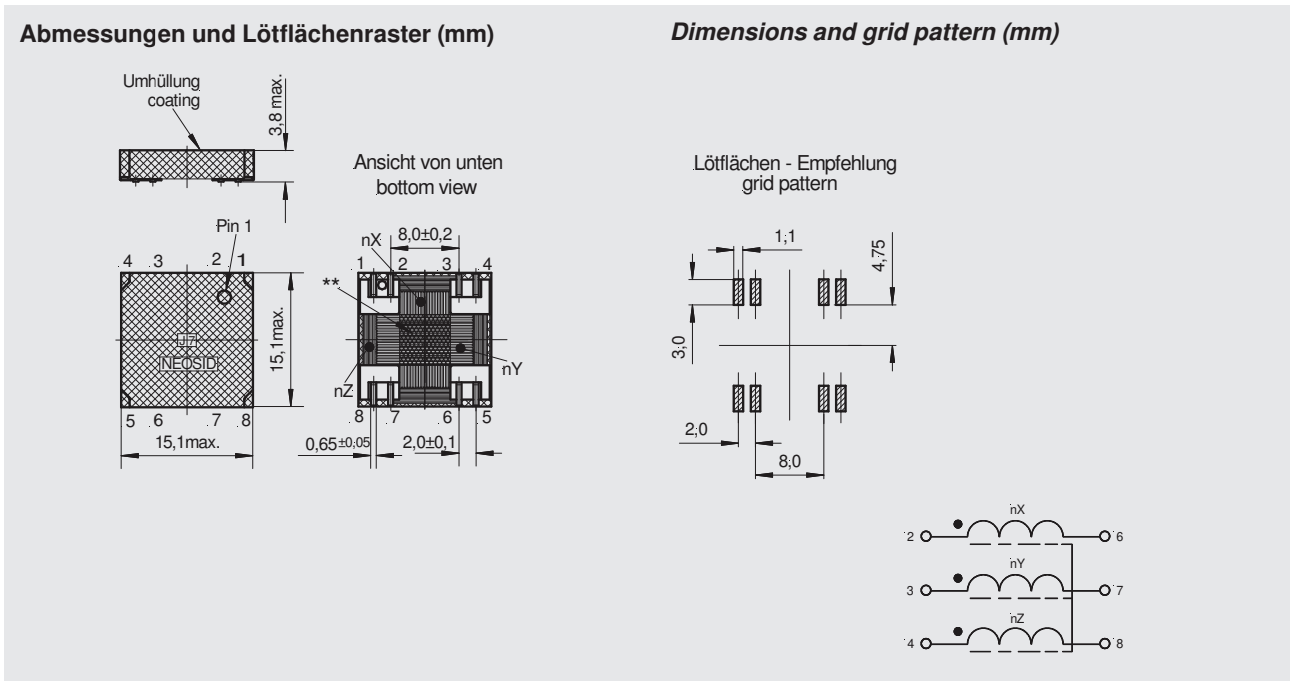 Abmessungen und Lötflächenraster (mm)
Dimensions and grid pattern (mm)
Umhüllung
coating
3,8 max.
Ansicht von unten
bottom view
Lötflächen - Empfehlung
grid pattern
Pin 1
4 3 2 1
J7
NEOSID
15,1max.
5 6 7 8
15,1max.
nX
8,0±0,2
1 2 3 4
**
nY
nZ
8 7 6 5
0,65±0,05
2,0±0,1
1,1
4,75
3,0
2,0
8,0
nX
2 6
nY
3 7
nZ
4 8